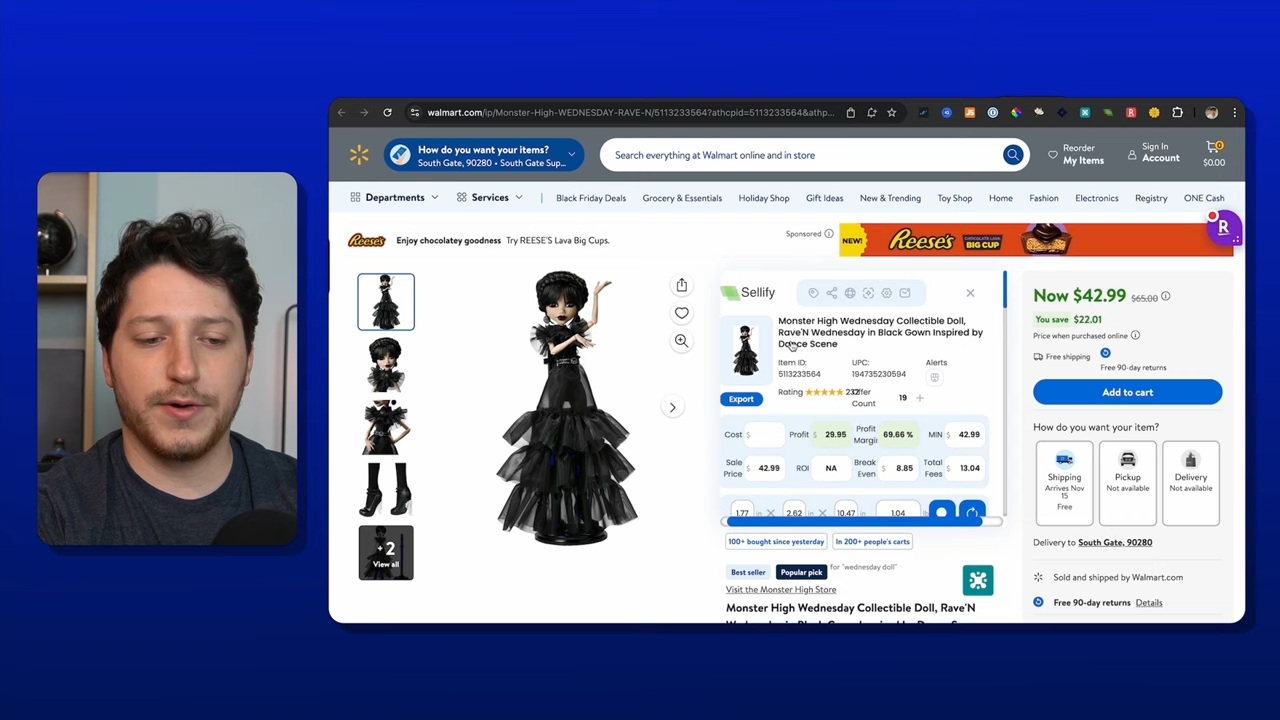 walmart.com/ip/Monster-High-WEDNESDAY-RAVE-N/5113233564?athcpid=5113233564&athp...
How do you want your items?
South Gate, 90280 • South Gate Sup...
Search everything at Walmart online and in store
Reorder
My Items
Sign In
Account
0
$0.00
Departments
Services
Black Friday Deals
Grocery & Essentials
Holiday Shop
Gift Ideas
New & Trending
Toy Shop
Home
Fashion
Electronics
Registry
ONE Cash
Reese's
Enjoy chocolatey goodness Try REESE'S Lava Big Cups.
Sponsored
NEW!
Reese's
CHOCOLATE LAVA
BIG CUP
R
+ 2
View all
Sellify
Monster High Wednesday Collectible Doll,
Rave'N Wednesday in Black Gown Inspired by
Dance Scene
Item ID:
5113233564
UPC:
194735230594
Alerts
Rating
Offer
Count
19
Export
Cost $
Profit $ 29.95
Profit
Margin
69.66 %
MIN $ 42.99
Sale
Price
$ 42.99
ROI NA
Break
Even
$ 8.85
Total
Fees
$ 13.04
1.77 in
2.62 in
10.47 in
1.04
100+ bought since yesterday
In 200+ people's carts
Best seller
Popular pick
for "wednesday doll"
Visit the Monster High Store
Monster High Wednesday Collectible Doll, Rave'N
Now $42.99 $65.00
You save $22.01
Price when purchased online
Free shipping
Free 90-day returns
Add to cart
How do you want your item?
Shipping
Arrives Nov
15
Free
Pickup
Not available
Delivery
Not available
Delivery to South Gate, 90280
Sold and shipped by Walmart.com
Free 90-day returns Details